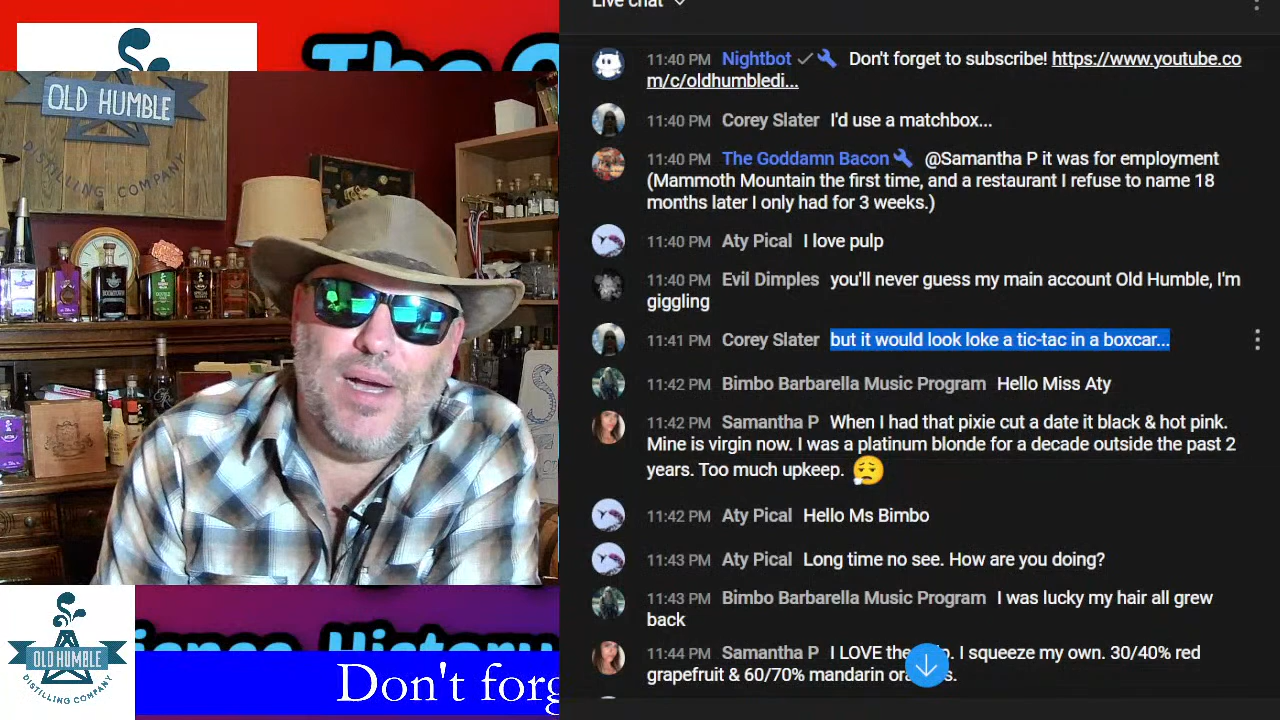 The
OLD HUMBLE
DISTILLING COMPANY
OLD HUMBLE
DISTILLING COMPANY
Don't forg
Live chat
11:40 PM Nightbot Don't forget to subscribe! https://www.youtube.co
m/c/oldhumbledi...
11:40 PM Corey Slater I'd use a matchbox...
11:40 PM The Goddamn Bacon @Samantha P it was for employment
(Mammoth Mountain the first time, and a restaurant I refuse to name 18
months later I only had for 3 weeks.)
11:40 PM Aty Pical I love pulp
11:40 PM Evil Dimples you'll never guess my main account Old Humble, I'm
giggling
11:41 PM Corey Slater but it would look loke a tic-tac in a boxcar...
11:42 PM Bimbo Barbarella Music Program Hello Miss Aty
11:42 PM Samantha P When I had that pixie cut a date it black & hot pink.
Mine is virgin now. I was a platinum blonde for a decade outside the past 2
years. Too much upkeep.
11:42 PM Aty Pical Hello Ms Bimbo
11:43 PM Aty Pical Long time no see. How are you doing?
11:43 PM Bimbo Barbarella Music Program I was lucky my hair all grew
back
11:44 PM Samantha P I LOVE the p. I squeeze my own. 30/40% red
grapefruit & 60/70% mandarin ora s.